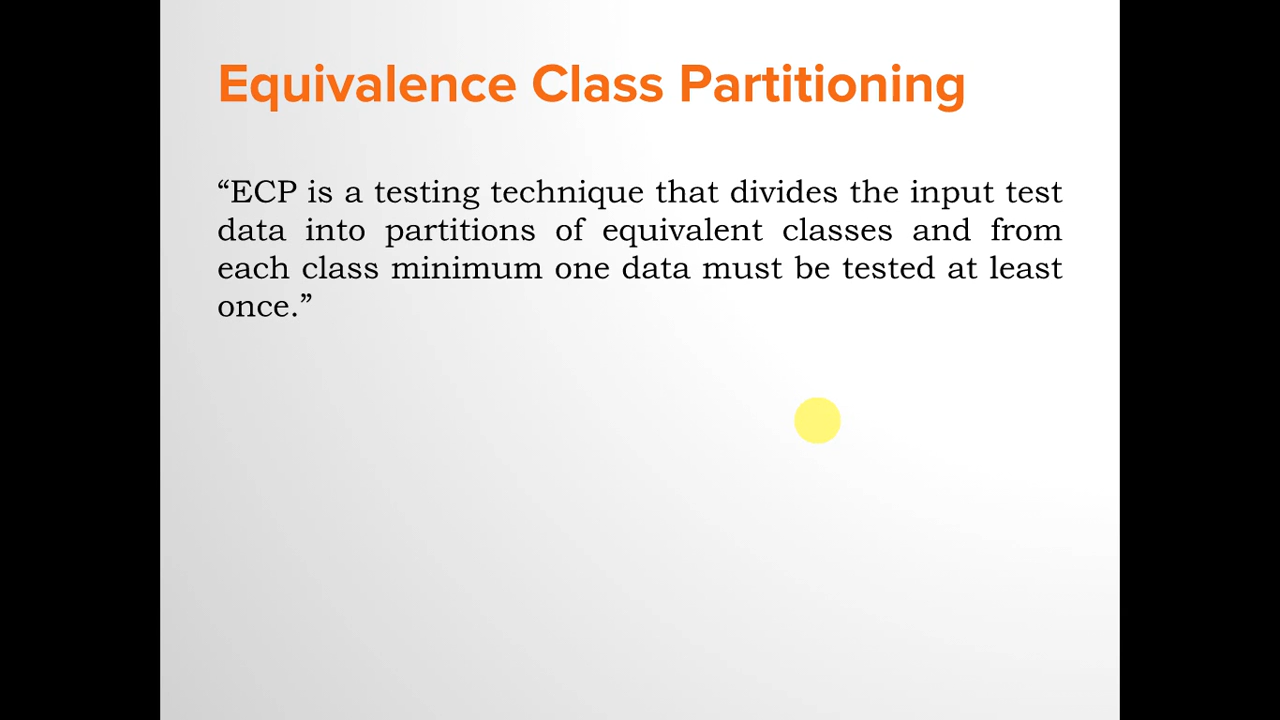 Equivalence Class Partitioning
“ECP is a testing technique that divides the input test
data into partitions of equivalent classes and from
each class minimum one data must be tested at least
once.”